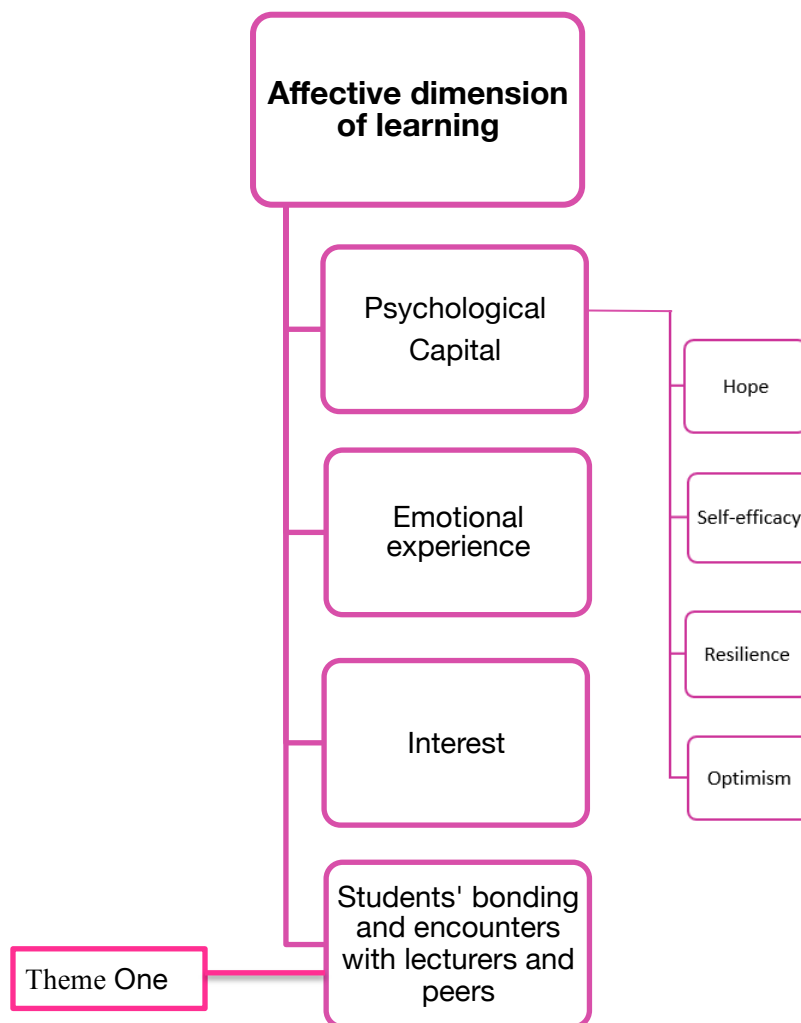 Affective dimension
of learning
Psychological
Capital
Hope
Self-efficacy
Emotional
experience
Resilience
Interest
Optimism
Students' bonding
and encounters
with lecturers and
peers
Theme One